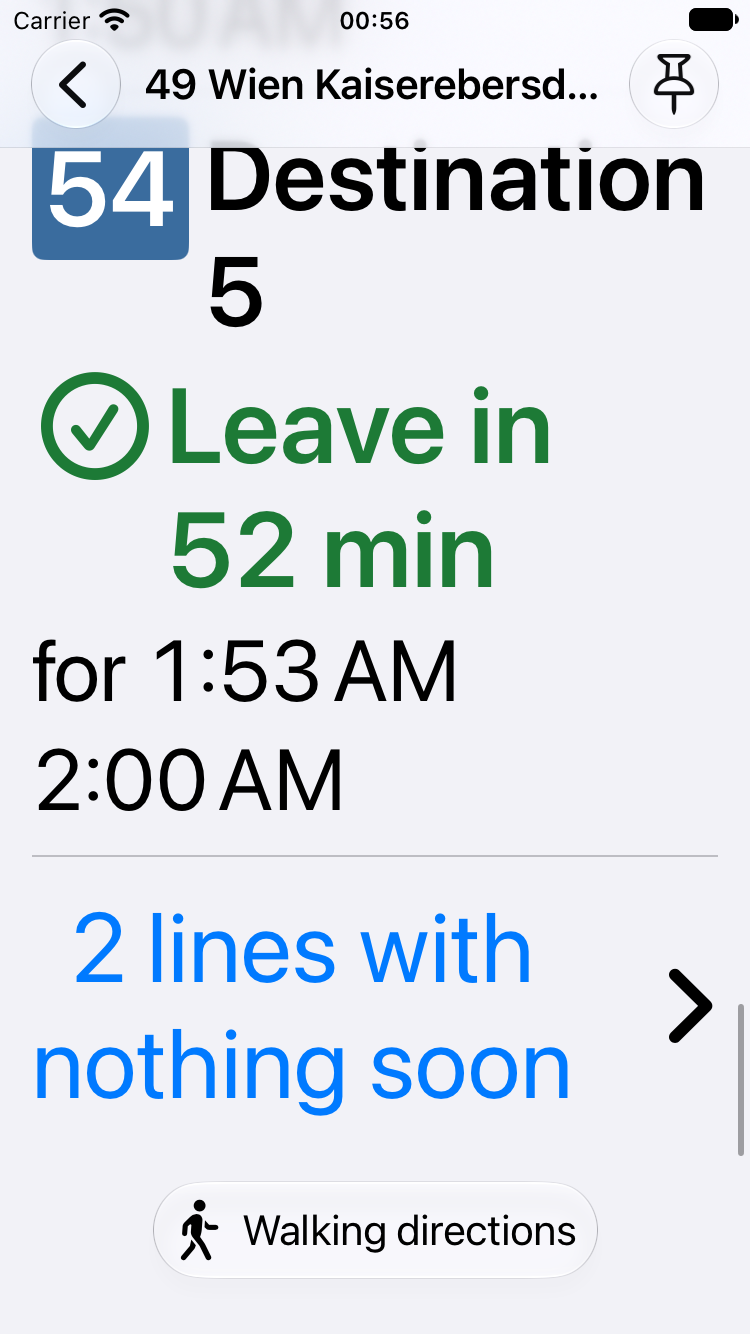 Carrier 00:56
49 Wien Kaiserebersd...
54 Destination
5
Leave in
52 min
for 1:53 AM
2:00 AM
2 lines with
nothing soon
Walking directions